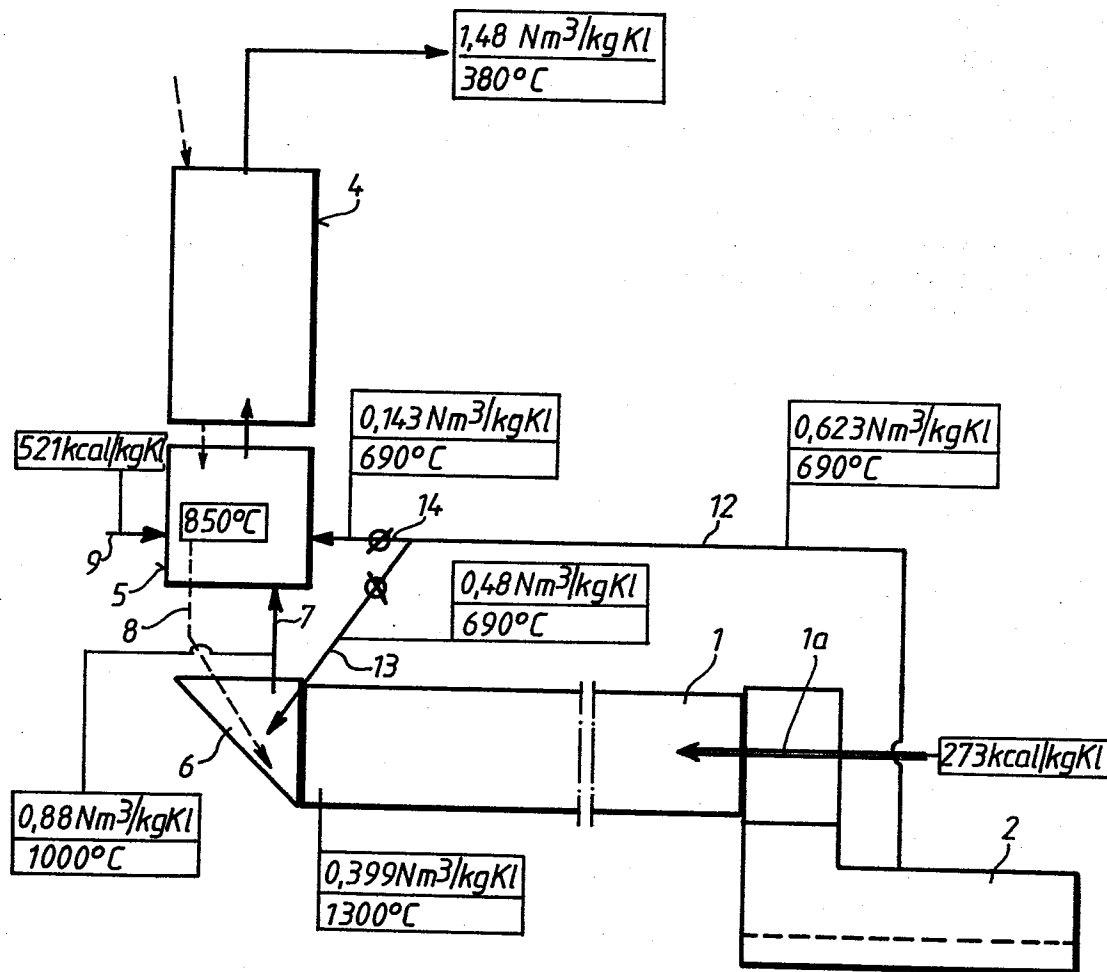 1,48 Nm³/kgKl
380°C
4
0,143Nm³/kgKl
690°C
0,623Nm³/kgKl
690°C
521kcal/kgKl
850°C
14
12
9
5
0,48Nm³/kgKl
690°C
7
8
13
1
1a
6
273kcal/kgKl
0,88Nm³/kgKl
1000°C
2
0,399Nm³/kgKl
1300°C